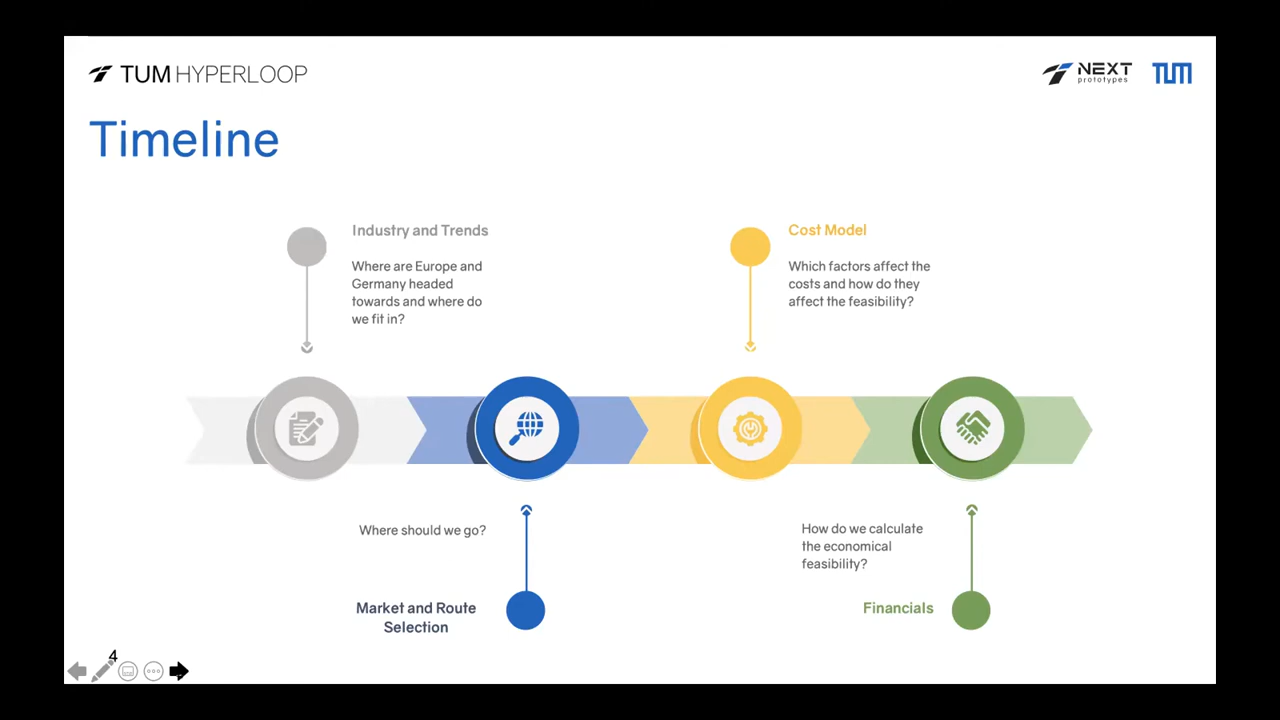 TUM HYPERLOOP
NEXT
prototypes
TUM
Timeline
Industry and Trends
Where are Europe and
Germany headed
towards and where do
we fit in?
Cost Model
Which factors affect the
costs and how do they
affect the feasibility?
Where should we go?
Market and Route
Selection
How do we calculate
the economical
feasibility?
Financials
4